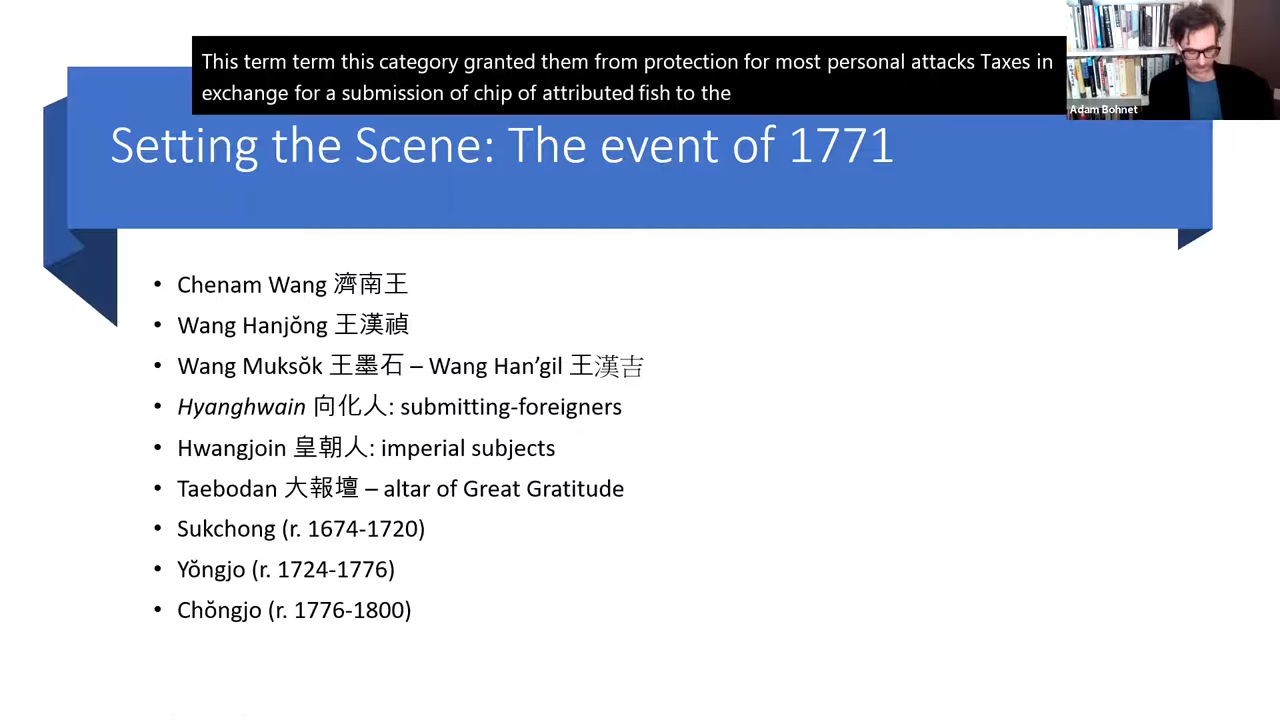 This term term this category granted them from protection for most personal attacks Taxes in
exchange for a submission of chip of attributed fish to the
Adam Bohnet
Setting the Scene: The event of 1771
• Chenam Wang 濟南王
• Wang Hanjŏng 王漢禎
• Wang Muksŏk 王墨石 – Wang Han’gil 王漢吉
• Hyanghwain 向化人: submitting-foreigners
• Hwangjoin 皇朝人: imperial subjects
• Taebodan 大報壇 – altar of Great Gratitude
• Sukchong (r. 1674-1720)
• Yŏngjo (r. 1724-1776)
• Chŏngjo (r. 1776-1800)